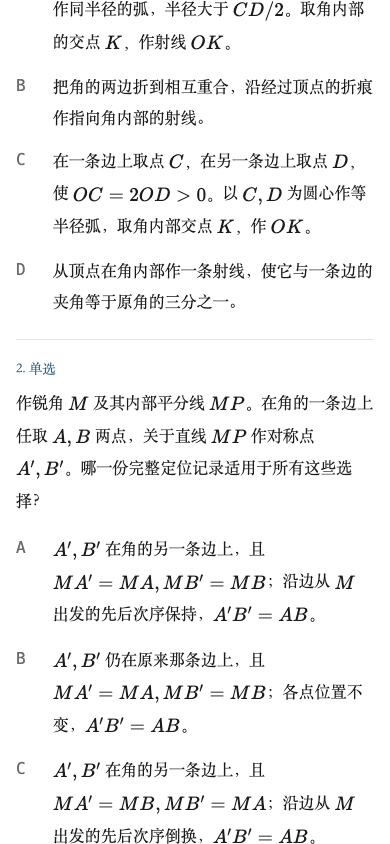 作同半径的弧，半径大于 CD/2。取角内部
的交点 K，作射线 OK。
B 把角的两边折到相互重合，沿经过顶点的折痕
作指向角内部的射线。
C 在一条边上取点 C，在另一条边上取点 D，
使 OC = 2OD > 0。以 C, D 为圆心作等
半径弧，取角内部交点 K，作 OK。
D 从顶点在角内部作一条射线，使它与一条边的
夹角等于原角的三分之一。
2. 单选
作锐角 M 及其内部平分线 MP。在角的一条边上
任取 A, B 两点，关于直线 MP 作对称点
A′, B′。哪一份完整定位记录适用于所有这些选
择？
A A′, B′ 在角的另一条边上，且
MA′ = MA, MB′ = MB；沿边从 M
出发的先后次序保持，A′B′ = AB。
B A′, B′ 仍在原来那条边上，且
MA′ = MA, MB′ = MB；各点位置不
变，A′B′ = AB。
C A′, B′ 在角的另一条边上，且
MA′ = MB, MB′ = MA；沿边从 M
出发的先后次序倒换，A′B′ = AB。